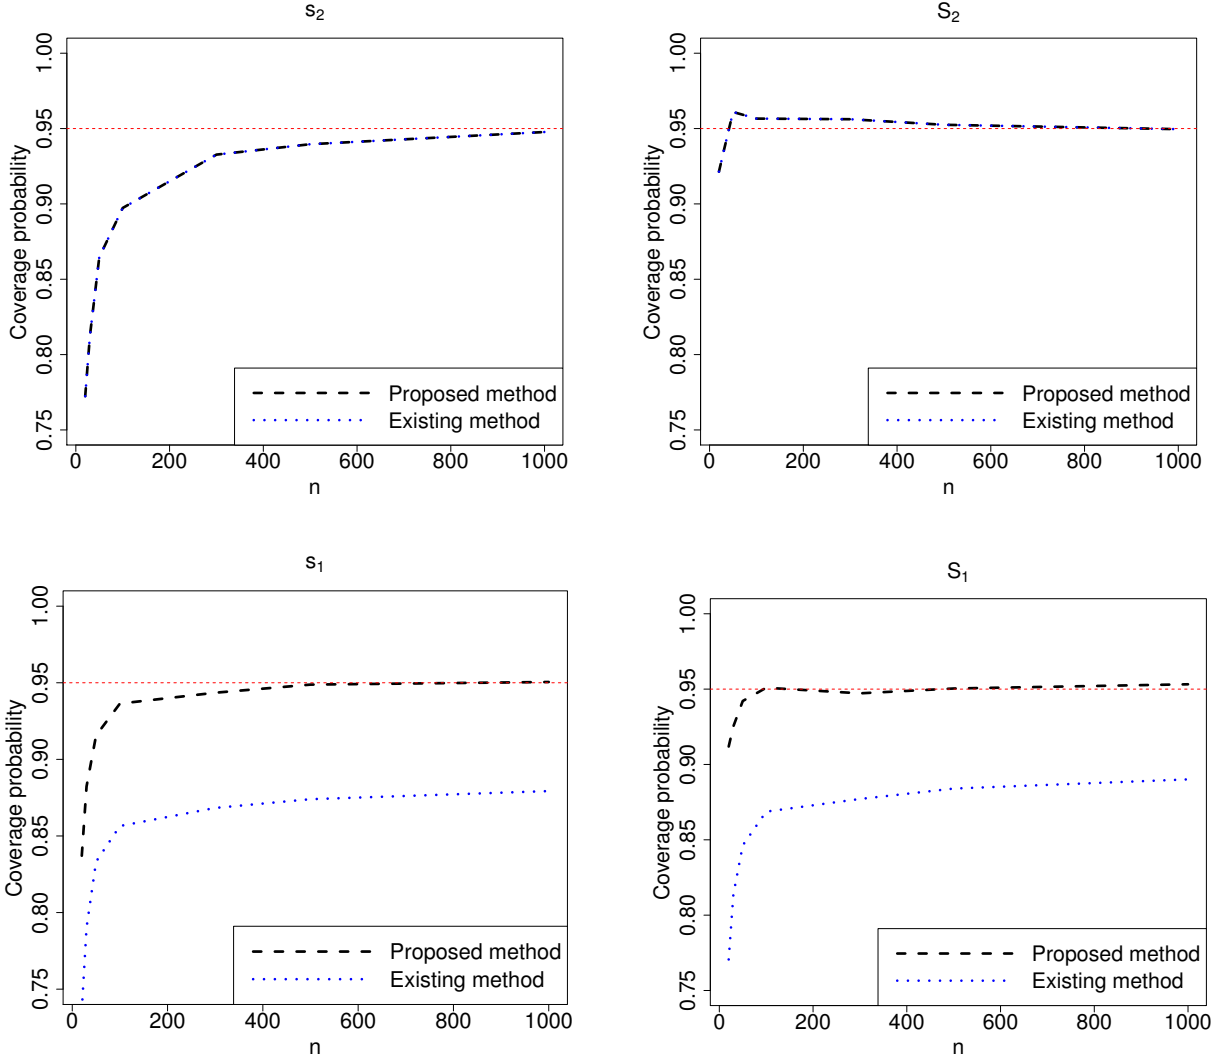 s2
Coverage probability
1.00
0.95
0.90
0.85
0.80
0.75
0 200 400 600 800 1000
n
Proposed method
Existing method
S2
Coverage probability
1.00
0.95
0.90
0.85
0.80
0.75
0 200 400 600 800 1000
n
Proposed method
Existing method
s1
Coverage probability
1.00
0.95
0.90
0.85
0.80
0.75
0 200 400 600 800 1000
n
Proposed method
Existing method
S1
Coverage probability
1.00
0.95
0.90
0.85
0.80
0.75
0 200 400 600 800 1000
n
Proposed method
Existing method